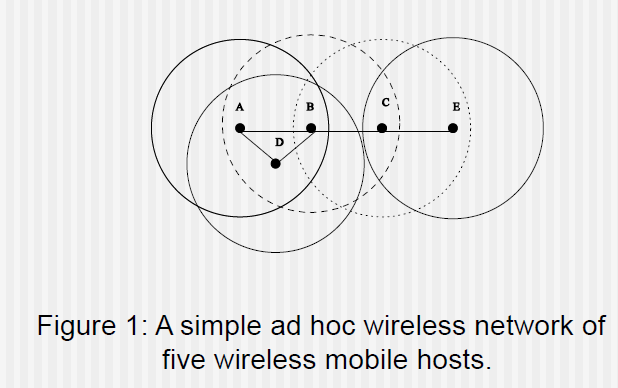 A B C E
D
Figure 1: A simple ad hoc wireless network of
five wireless mobile hosts.